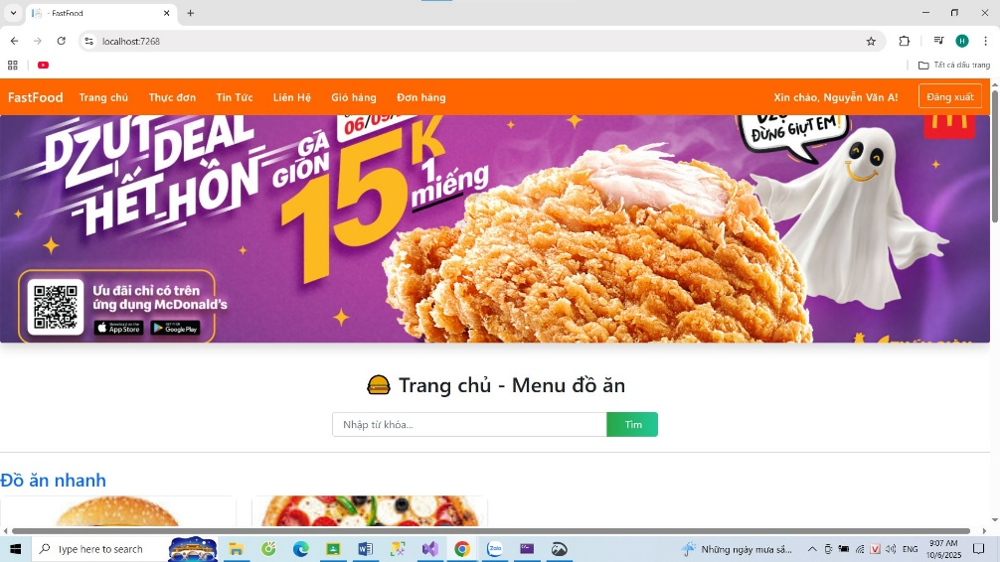 - FastFood
localhost:7268
H
Tất cả dấu trang
FastFood Trang chủ Thực đơn Tin Tức Liên Hệ Giỏ hàng Đơn hàng Xin chào, Nguyễn Văn A! Đăng xuất
DZỰT DEAL
HẾT HỒN
GÀ
GIÒN
15K
1
miếng
ĐỪNG GIỰT EM!
Ưu đãi chỉ có trên
ứng dụng McDonald's
App Store
Google Play
Trang chủ - Menu đồ ăn
Nhập từ khóa...
Tìm
Đồ ăn nhanh
Type here to search
Zalo
Những ngày mưa sắ...
ENG
9:07 AM
10/6/2025